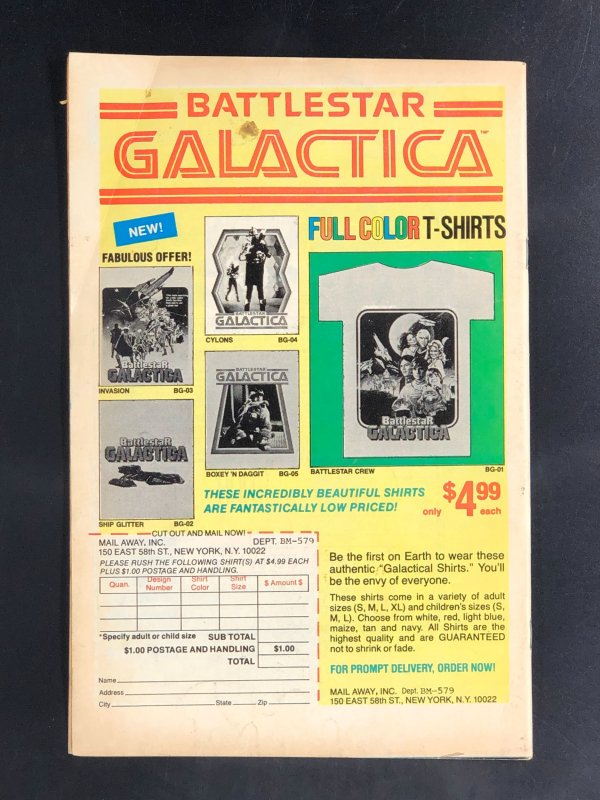 BATTLESTAR
GALACTICA™
NEW!
FABULOUS OFFER!
FULL COLOR T-SHIRTS
Battlestar
GALACTICA
INVASION BG-03
BATTLESTAR
GALACTICA
CYLONS BG-04
Battlestar
GALACTICA
SHIP GLITTER BG-02
BATTLESTAR
GALACTICA
BOXEY 'N DAGGIT BG-05
Battlestar
GALACTICA
BATTLESTAR CREW BG-01
THESE INCREDIBLY BEAUTIFUL SHIRTS
ARE FANTASTICALLY LOW PRICED!
only $4.99 each
CUT OUT AND MAIL NOW!
MAIL AWAY, INC. DEPT. BM-579
150 EAST 58th ST., NEW YORK, N.Y. 10022
PLEASE RUSH THE FOLLOWING SHIRT(S) AT $4.99 EACH
PLUS $1.00 POSTAGE AND HANDLING.
Quan. Design Number Shirt Color Shirt Size $ Amount $
*Specify adult or child size SUB TOTAL
$1.00 POSTAGE AND HANDLING $1.00
TOTAL
Name
Address
City State Zip
Be the first on Earth to wear these
authentic "Galactical Shirts." You'll
be the envy of everyone.
These shirts come in a variety of adult
sizes (S, M, L, XL) and children's sizes (S,
M, L). Choose from white, red, light blue,
maize, tan and navy. All Shirts are the
highest quality and are GUARANTEED
not to shrink or fade.
FOR PROMPT DELIVERY, ORDER NOW!
MAIL AWAY, INC. Dept. BM-579
150 EAST 58th ST., NEW YORK, N.Y. 10022